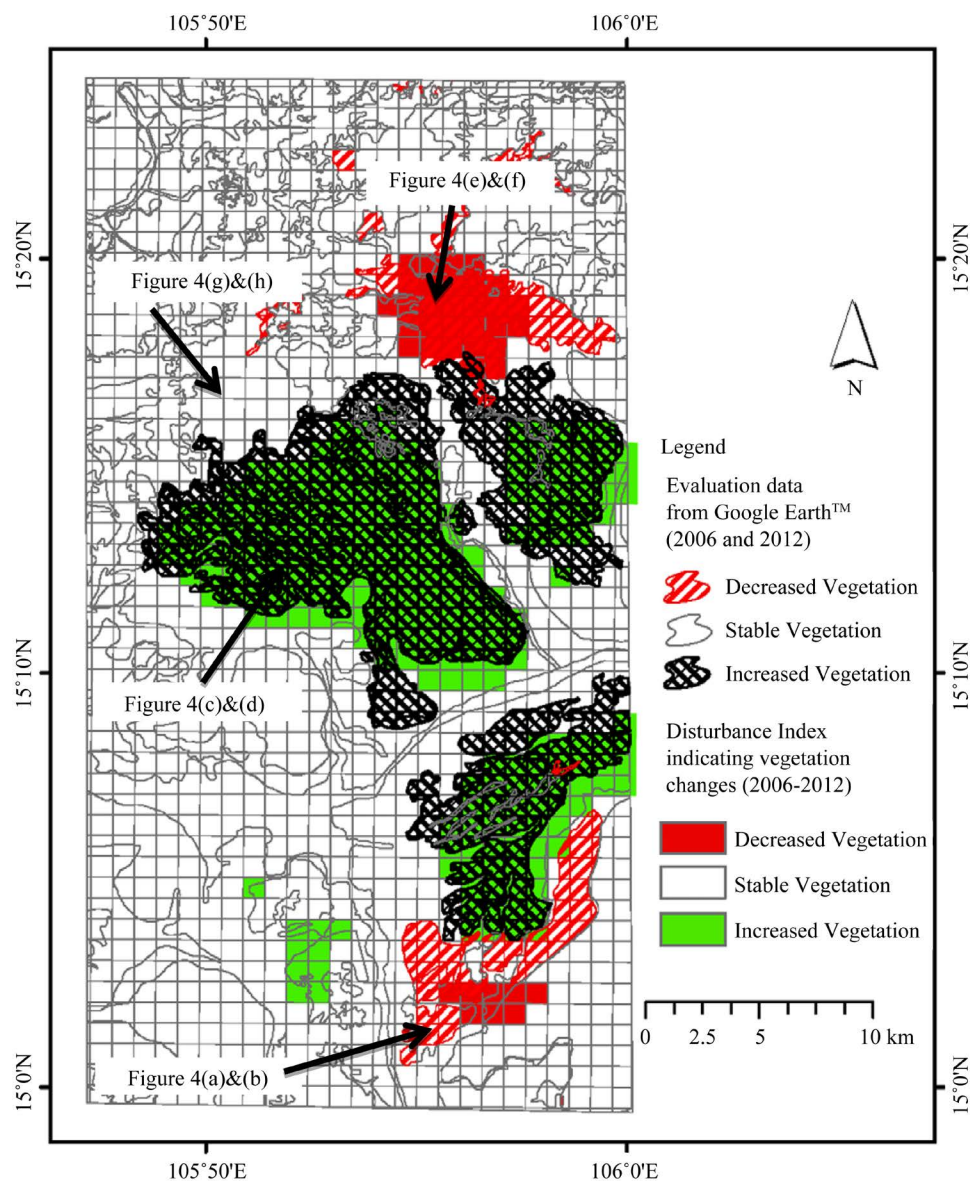 105°50'E
106°0'E
Figure 4(e)&(f)
15°20'N
15°20'N
Figure 4(g)&(h)
N
Legend
Evaluation data
from Google Earth™
(2006 and 2012)
Decreased Vegetation
Stable Vegetation
Increased Vegetation
15°10'N
15°10'N
Figure 4(c)&(d)
Disturbance Index
indicating vegetation
changes (2006-2012)
Decreased Vegetation
Stable Vegetation
Increased Vegetation
0 2.5 5 10 km
Figure 4(a)&(b)
15°0'N
15°0'N
105°50'E
106°0'E